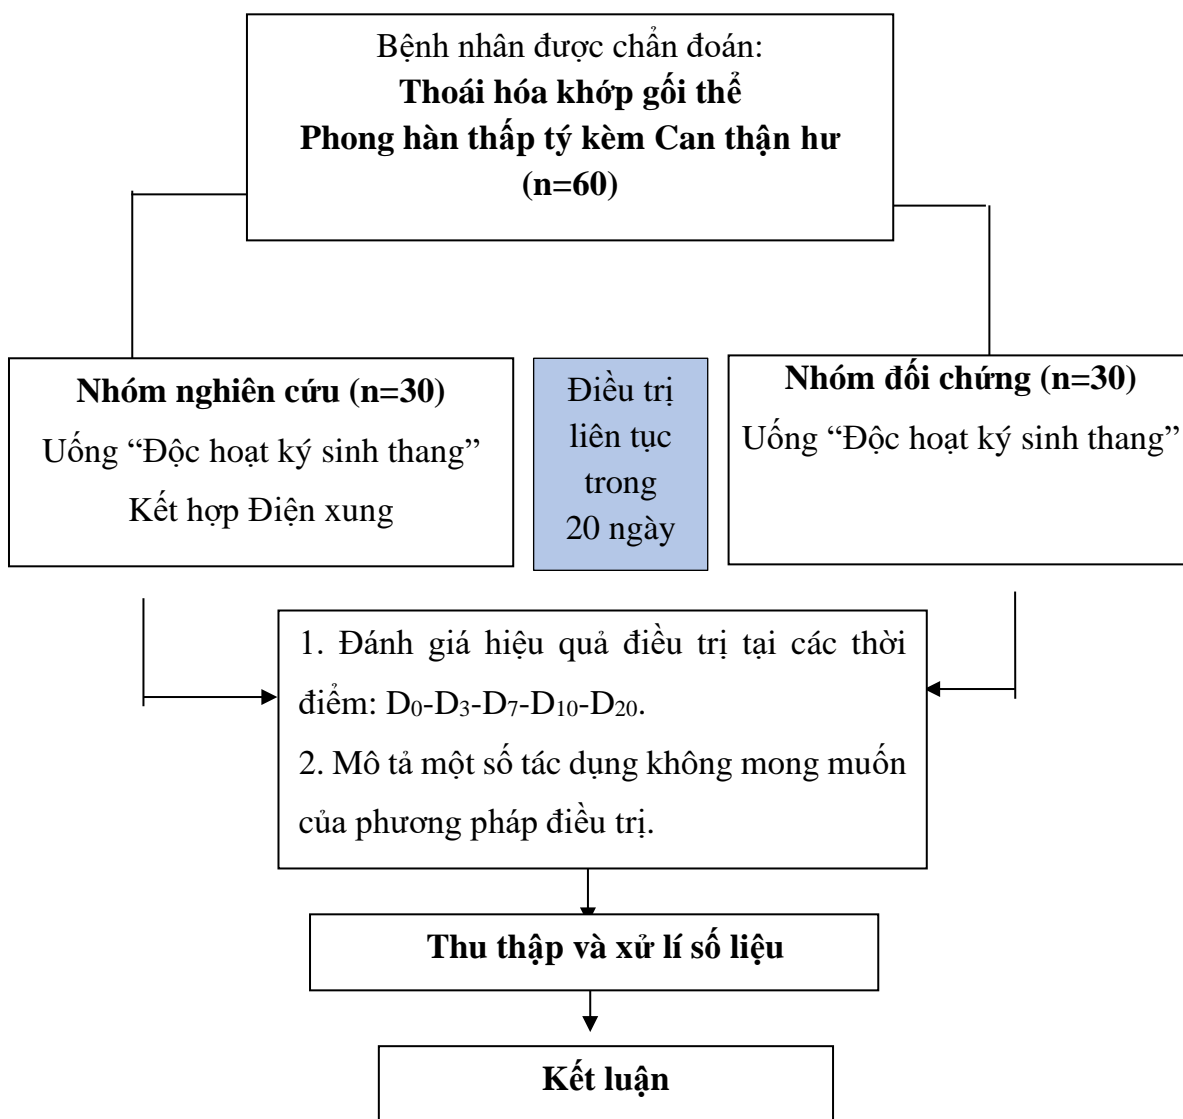 Bệnh nhân được chẩn đoán:
Thoái hóa khớp gối thể
Phong hàn thấp tý kèm Can thận hư
(n=60)
Nhóm nghiên cứu (n=30)
Uống “Độc hoạt ký sinh thang”
Kết hợp Điện xung
Điều trị
liên tục
trong
20 ngày
Nhóm đối chứng (n=30)
Uống “Độc hoạt ký sinh thang”
1. Đánh giá hiệu quả điều trị tại các thời
điểm: D₀-D₃-D₇-D₁₀-D₂₀.
2. Mô tả một số tác dụng không mong muốn
của phương pháp điều trị.
Thu thập và xử lí số liệu
Kết luận